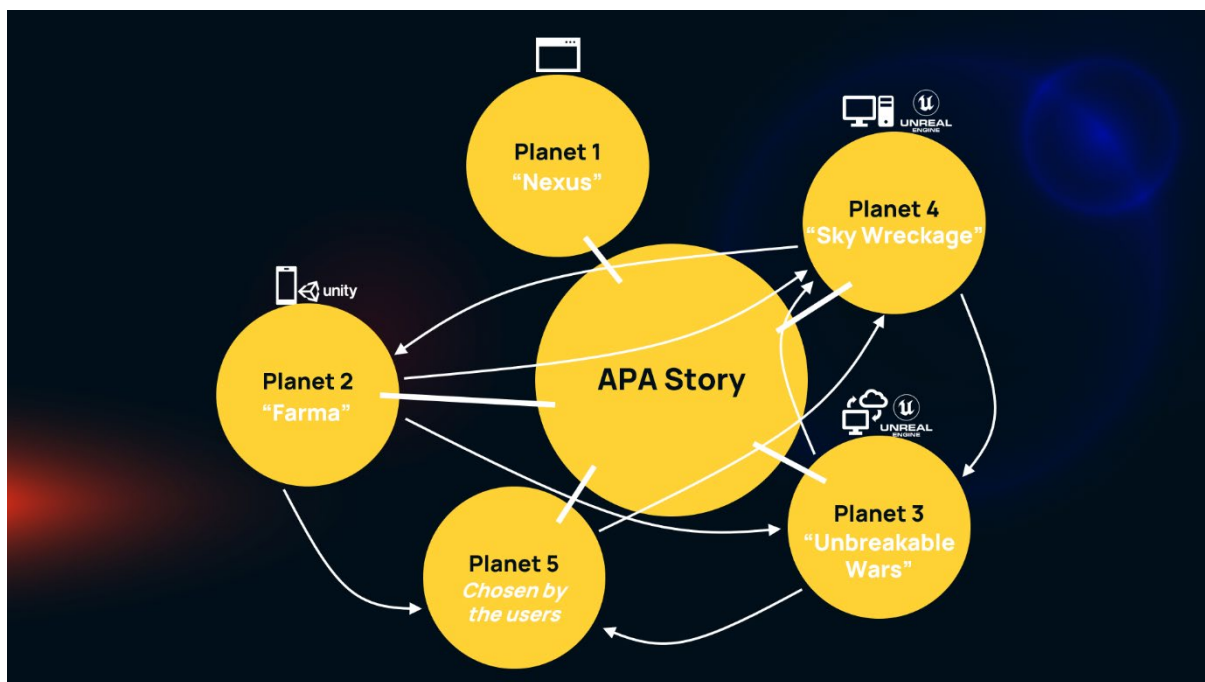 Planet 1
“Nexus”
UNREAL
ENGINE
Planet 4
“Sky Wreckage”
unity
Planet 2
“Farma”
APA Story
UNREAL
ENGINE
Planet 3
“Unbreakable
Wars”
Planet 5
Chosen by
the users